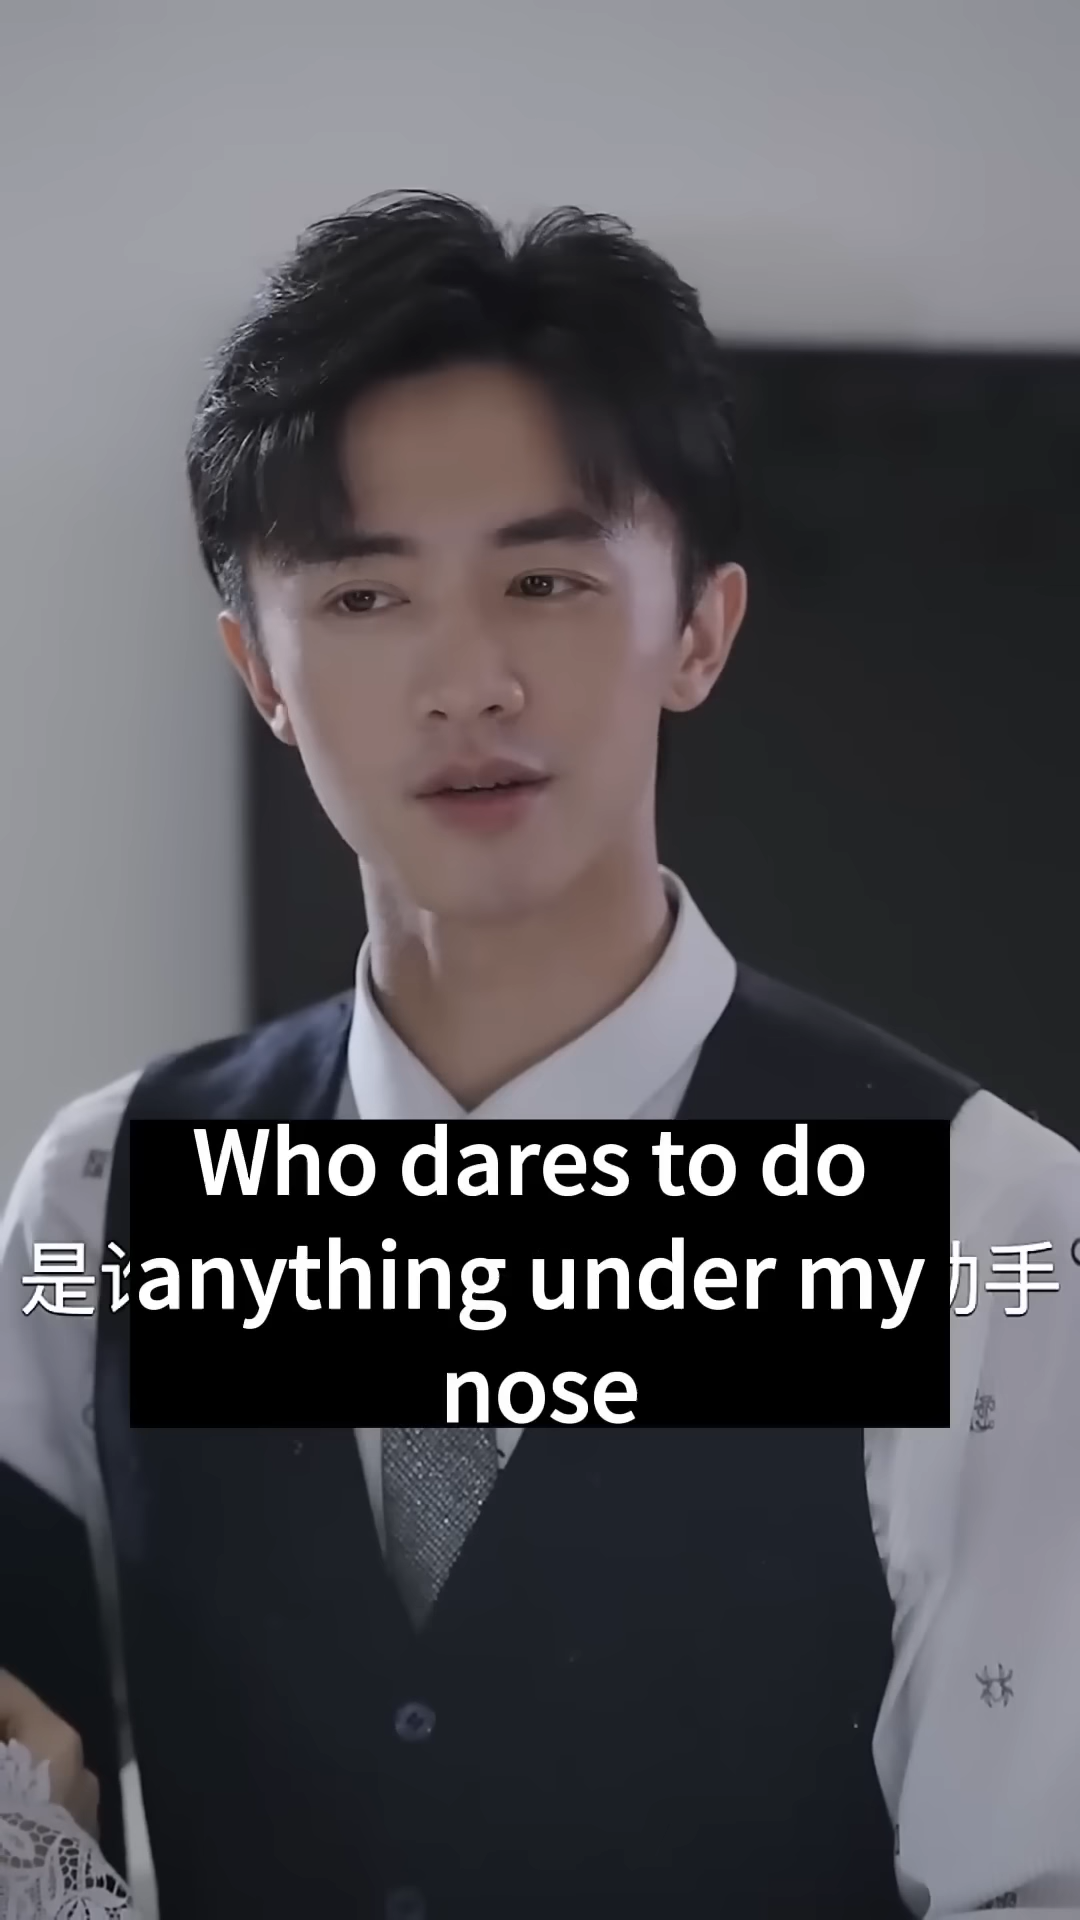 Who dares to do
anything under my
nose
是 手